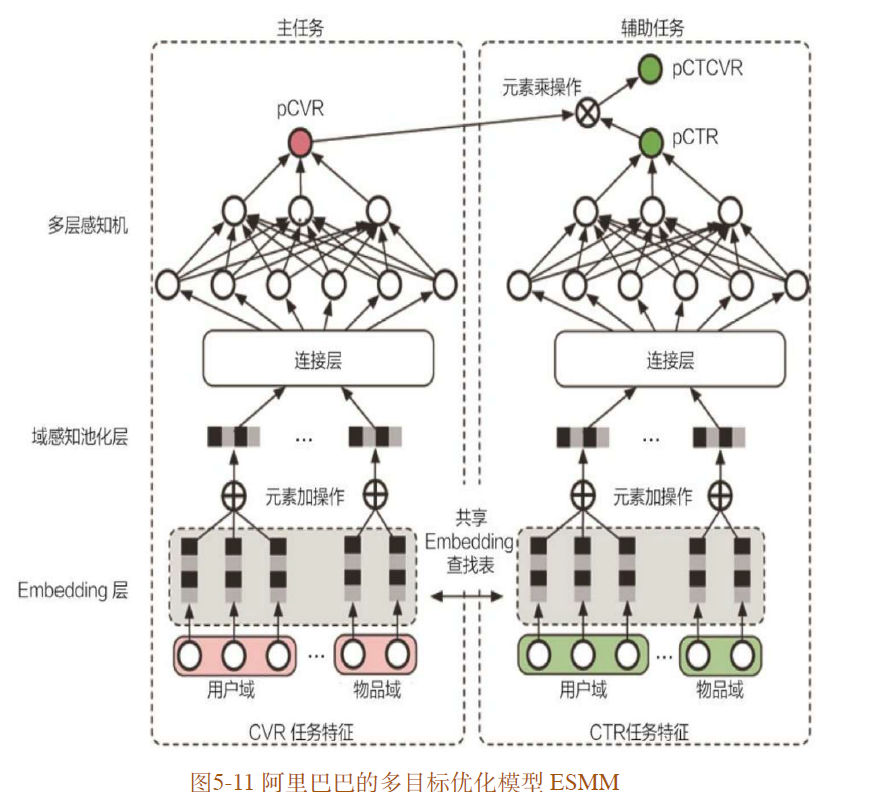 主任务
辅助任务
pCTCVR
元素乘操作
pCVR
pCTR
多层感知机
连接层
连接层
域感知池化层
...
...
元素加操作
元素加操作
共享
Embedding
查找表
Embedding 层
...
...
用户域
物品域
用户域
物品域
CVR 任务特征
CTR任务特征
图5-11 阿里巴巴的多目标优化模型 ESMM